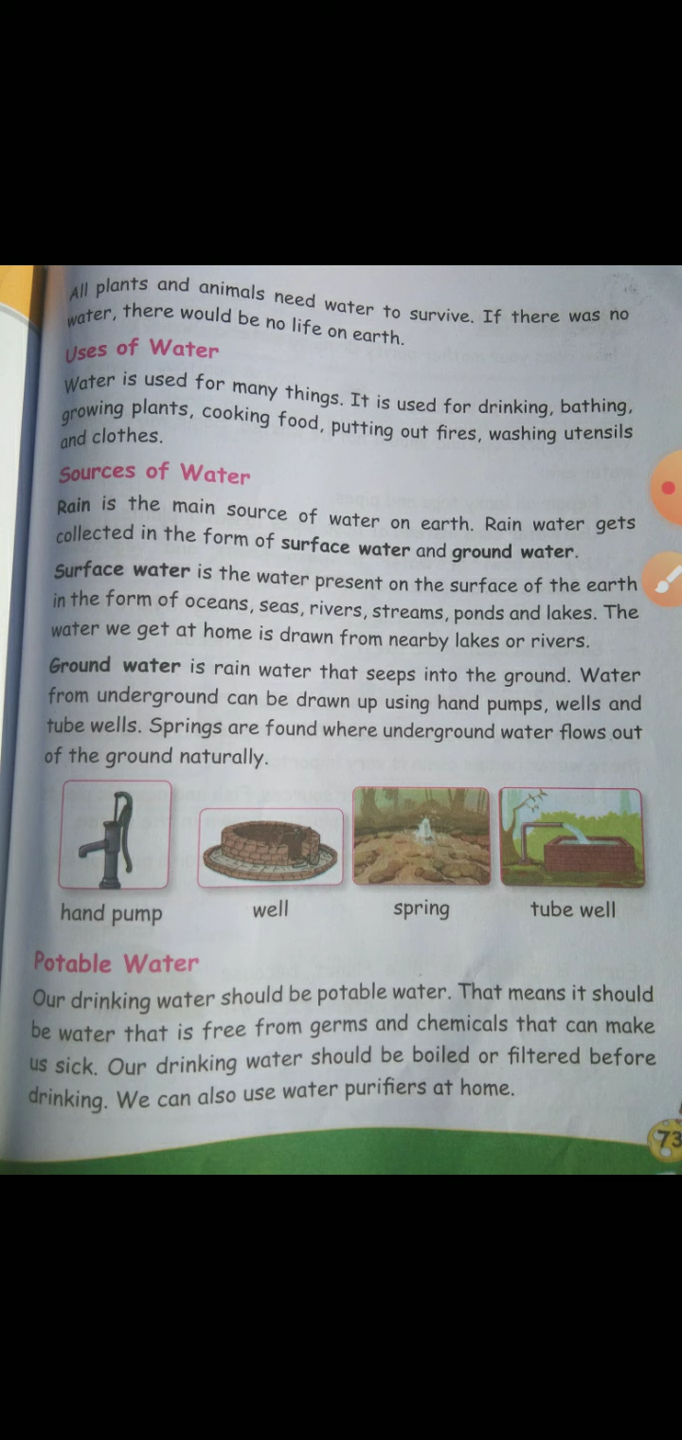 All plants and animals need water to survive. If there was no
water, there would be no life on earth.
Uses of Water
Water is used for many things. It is used for drinking, bathing,
growing plants, cooking food, putting out fires, washing utensils
and clothes.
Sources of Water
Rain is the main source of water on earth. Rain water gets
collected in the form of surface water and ground water.
Surface water is the water present on the surface of the earth
in the form of oceans, seas, rivers, streams, ponds and lakes. The
water we get at home is drawn from nearby lakes or rivers.
Ground water is rain water that seeps into the ground. Water
from underground can be drawn up using hand pumps, wells and
tube wells. Springs are found where underground water flows out
of the ground naturally.
hand pump well spring tube well
Potable Water
Our drinking water should be potable water. That means it should
be water that is free from germs and chemicals that can make
us sick. Our drinking water should be boiled or filtered before
drinking. We can also use water purifiers at home.
73